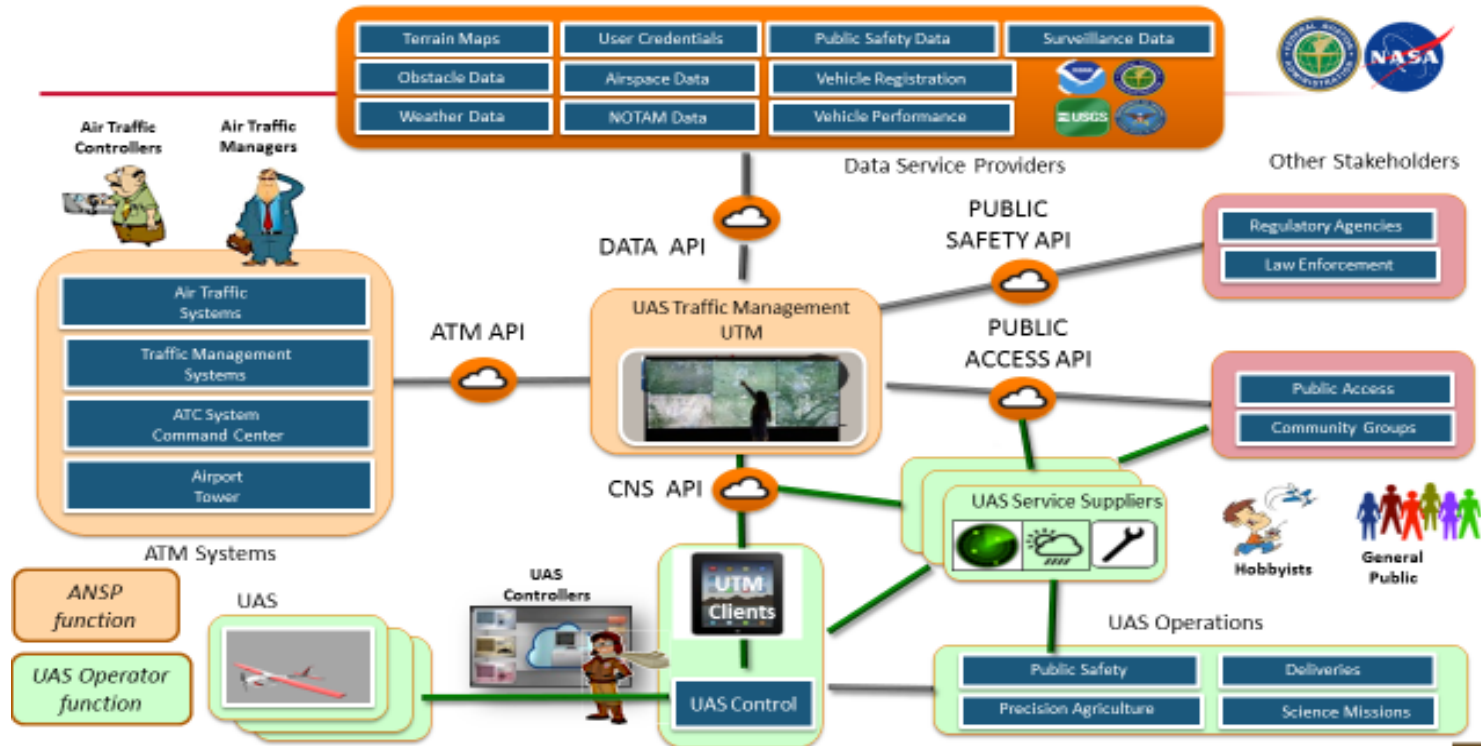 Terrain Maps
User Credentials
Public Safety Data
Surveillance Data
Obstacle Data
Airspace Data
Vehicle Registration
Weather Data
NOTAM Data
Vehicle Performance
USGS
NASA
Data Service Providers
Air Traffic
Controllers
Air Traffic
Managers
Other Stakeholders
DATA API
PUBLIC
SAFETY API
Regulatory Agencies
Law Enforcement
Air Traffic
Systems
Traffic Management
Systems
ATC System
Command Center
Airport
Tower
ATM Systems
ATM API
UAS Traffic Management
UTM
PUBLIC
ACCESS API
Public Access
Community Groups
CNS API
UAS Service Suppliers
Hobbyists
General
Public
ANSP
function
UAS Operator
function
UAS
UAS
Controllers
UTM
Clients
UAS Control
UAS Operations
Public Safety
Deliveries
Precision Agriculture
Science Missions